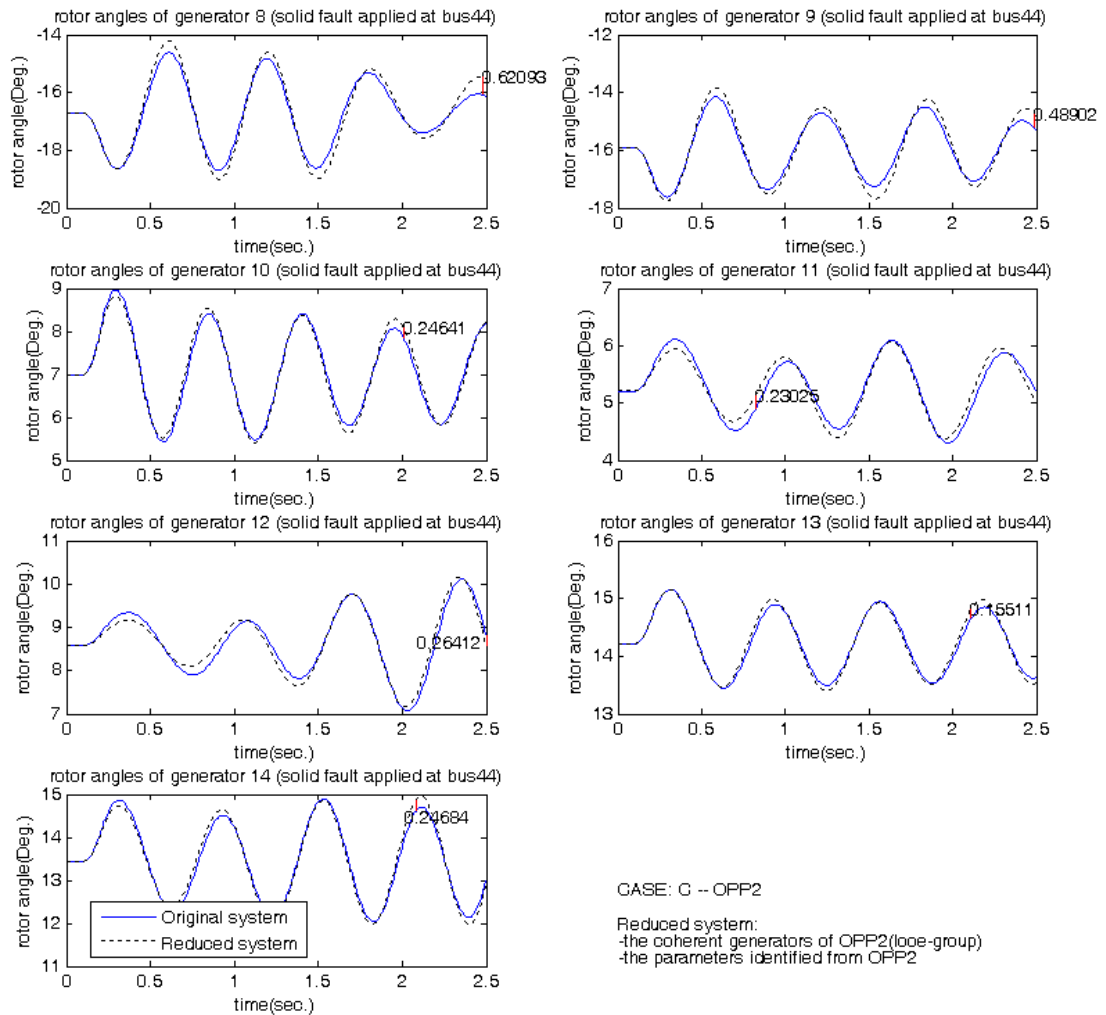 rotor angles of generator 8 (solid fault applied at bus44)
rotor angle(Deg.)
-14
-16
-18
-20
0.62093
0 0.5 1 1.5 2 2.5
time(sec.)
rotor angles of generator 9 (solid fault applied at bus44)
rotor angle(Deg.)
-12
-14
-16
-18
0.48902
0 0.5 1 1.5 2 2.5
time(sec.)
rotor angles of generator 10 (solid fault applied at bus44)
rotor angle(Deg.)
9
8
7
6
5
0.24641
0 0.5 1 1.5 2 2.5
time(sec.)
rotor angles of generator 11 (solid fault applied at bus44)
rotor angle(Deg.)
7
6
5
4
0.23025
0 0.5 1 1.5 2 2.5
time(sec.)
rotor angles of generator 12 (solid fault applied at bus44)
rotor angle(Deg.)
11
10
9
8
7
0.26412
0 0.5 1 1.5 2 2.5
time(sec.)
rotor angles of generator 13 (solid fault applied at bus44)
rotor angle(Deg.)
16
15
14
13
0.15511
0 0.5 1 1.5 2 2.5
time(sec.)
rotor angles of generator 14 (solid fault applied at bus44)
rotor angle(Deg.)
15
14
13
12
11
0.24684
Original system
Reduced system
0 0.5 1 1.5 2 2.5
time(sec.)
CASE: C -- OPP2
Reduced system:
-the coherent generators of OPP2(looe-group)
-the parameters identified from OPP2